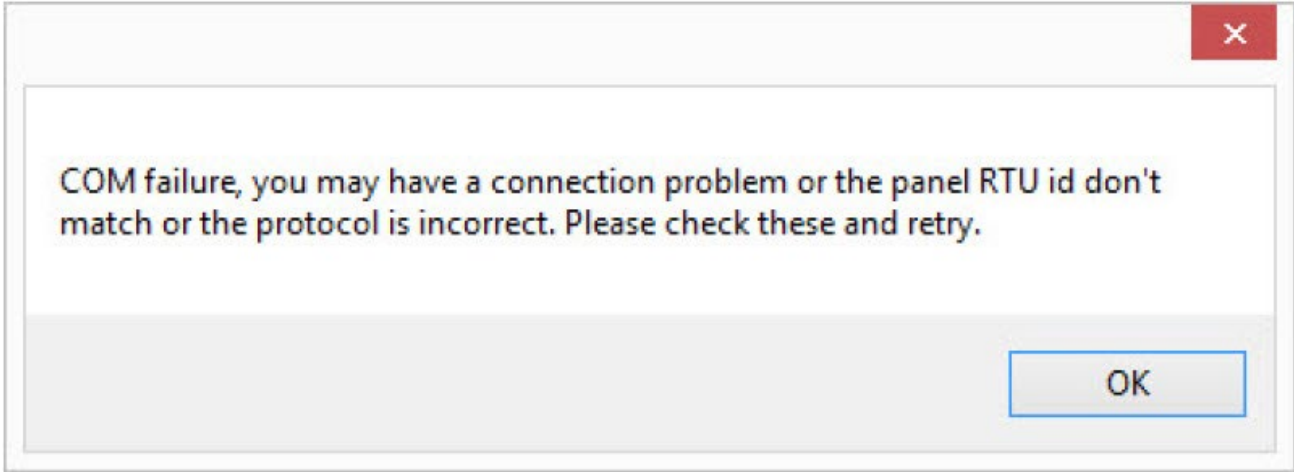 COM failure, you may have a connection problem or the panel RTU id don't
match or the protocol is incorrect. Please check these and retry.
OK